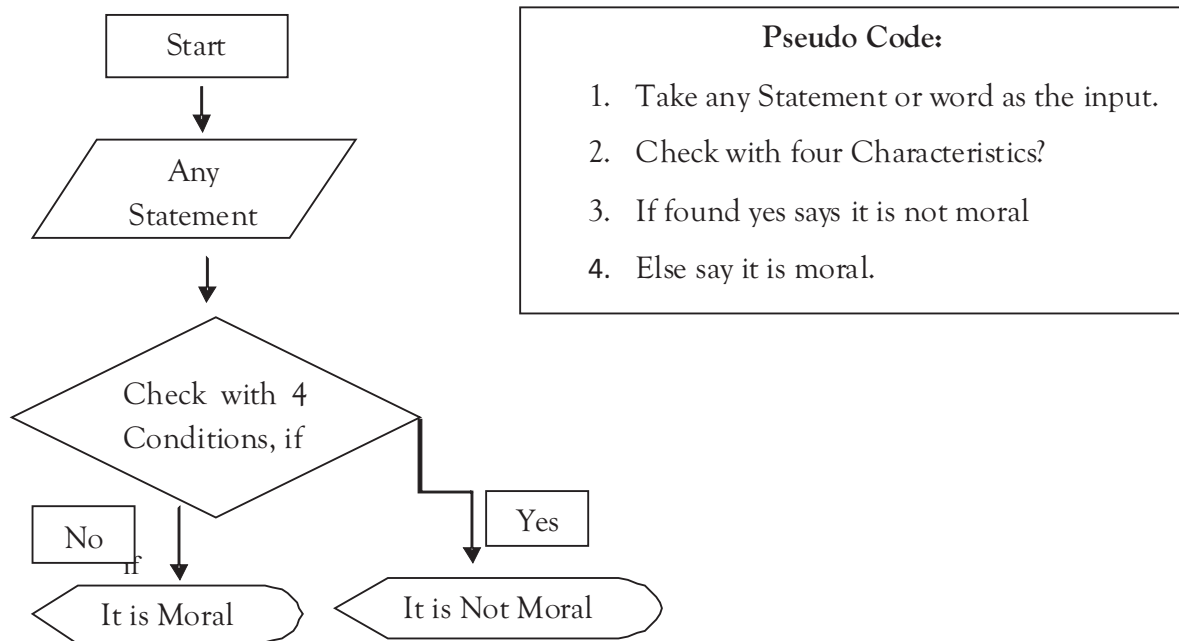 Start
Any
Statement
Check with 4
Conditions, if
No
if
Yes
It is Moral
It is Not Moral
Pseudo Code:
1. Take any Statement or word as the input.
2. Check with four Characteristics?
3. If found yes says it is not moral
4. Else say it is moral.